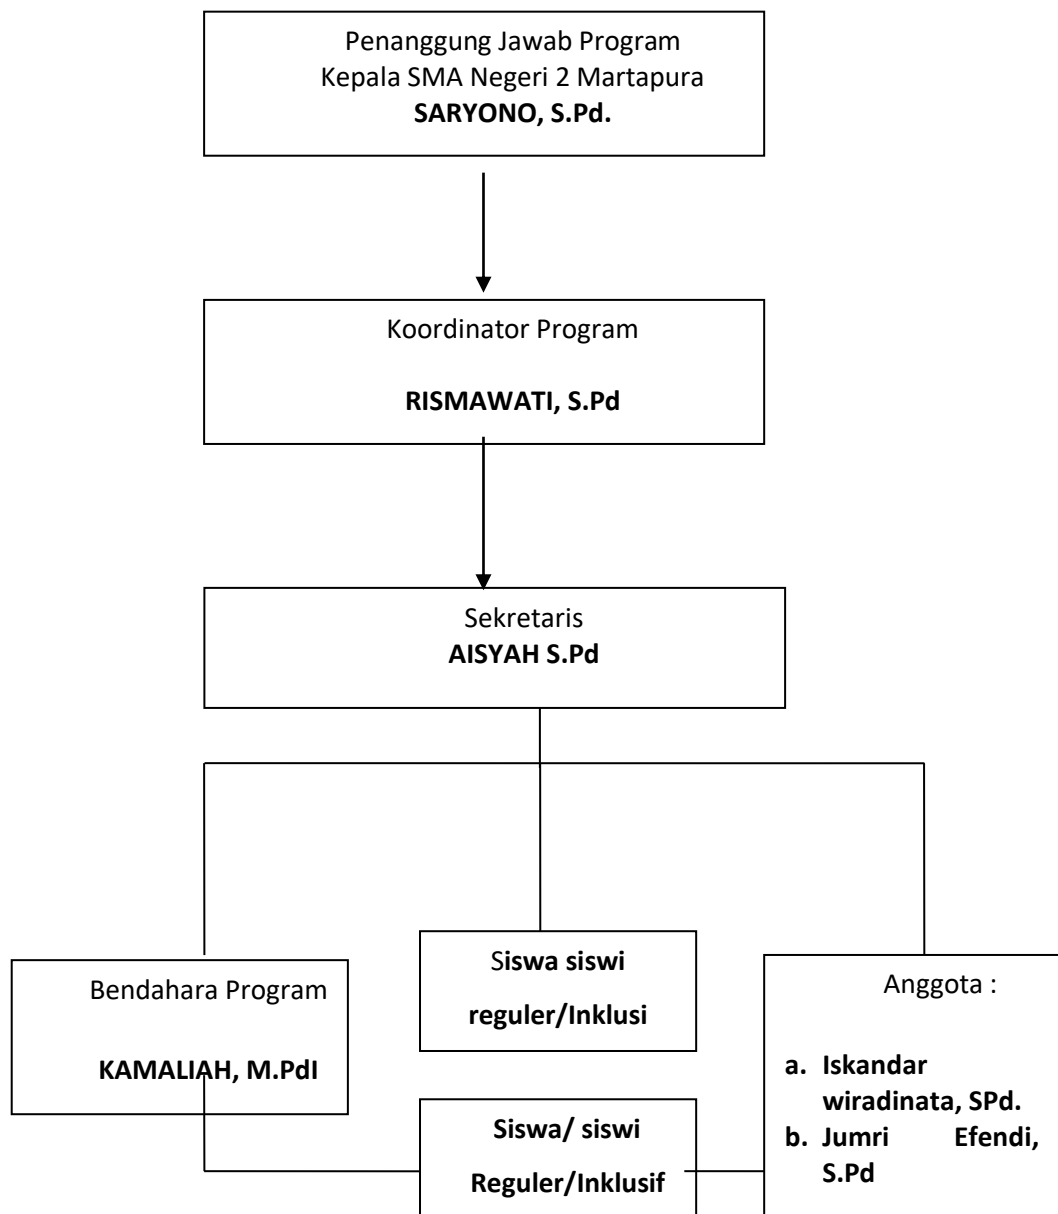 Penanggung Jawab Program
Kepala SMA Negeri 2 Martapura
SARYONO, S.Pd.
Koordinator Program
RISMAWATI, S.Pd
Sekretaris
AISYAH S.Pd
Bendahara Program
KAMALIAH, M.PdI
Siswa siswi
reguler/Inklusi
Siswa/ siswi
Reguler/Inklusif
Anggota :
a. Iskandar
wiradinata, SPd.
b. Jumri Efendi,
S.Pd